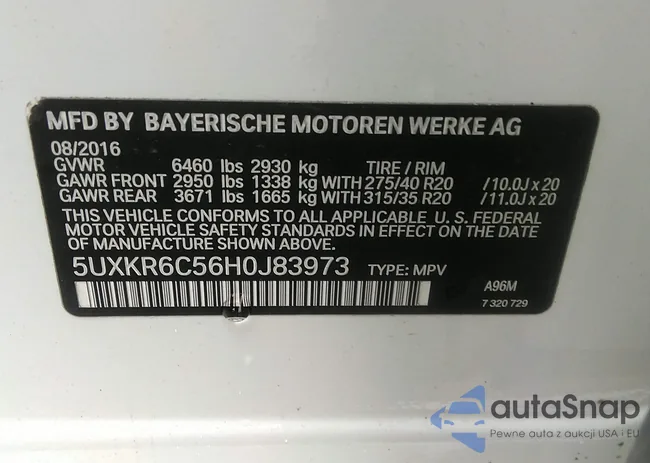 MFD BY BAYERISCHE MOTOREN WERKE AG
08/2016
GVWR 6460 lbs 2930 kg TIRE / RIM
GAWR FRONT 2950 lbs 1338 kg WITH 275/40 R20 /10.0J x 20
GAWR REAR 3671 lbs 1665 kg WITH 315/35 R20 /11.0J x 20
THIS VEHICLE CONFORMS TO ALL APPLICABLE U. S. FEDERAL
MOTOR VEHICLE SAFETY STANDARDS IN EFFECT ON THE
DATE OF MANUFACTURE SHOWN ABOVE.
5UXKR6C56H0J83973 TYPE: MPV
A96M
7 320 729
autaSnap
Pewne auta z aukcji USA i EU